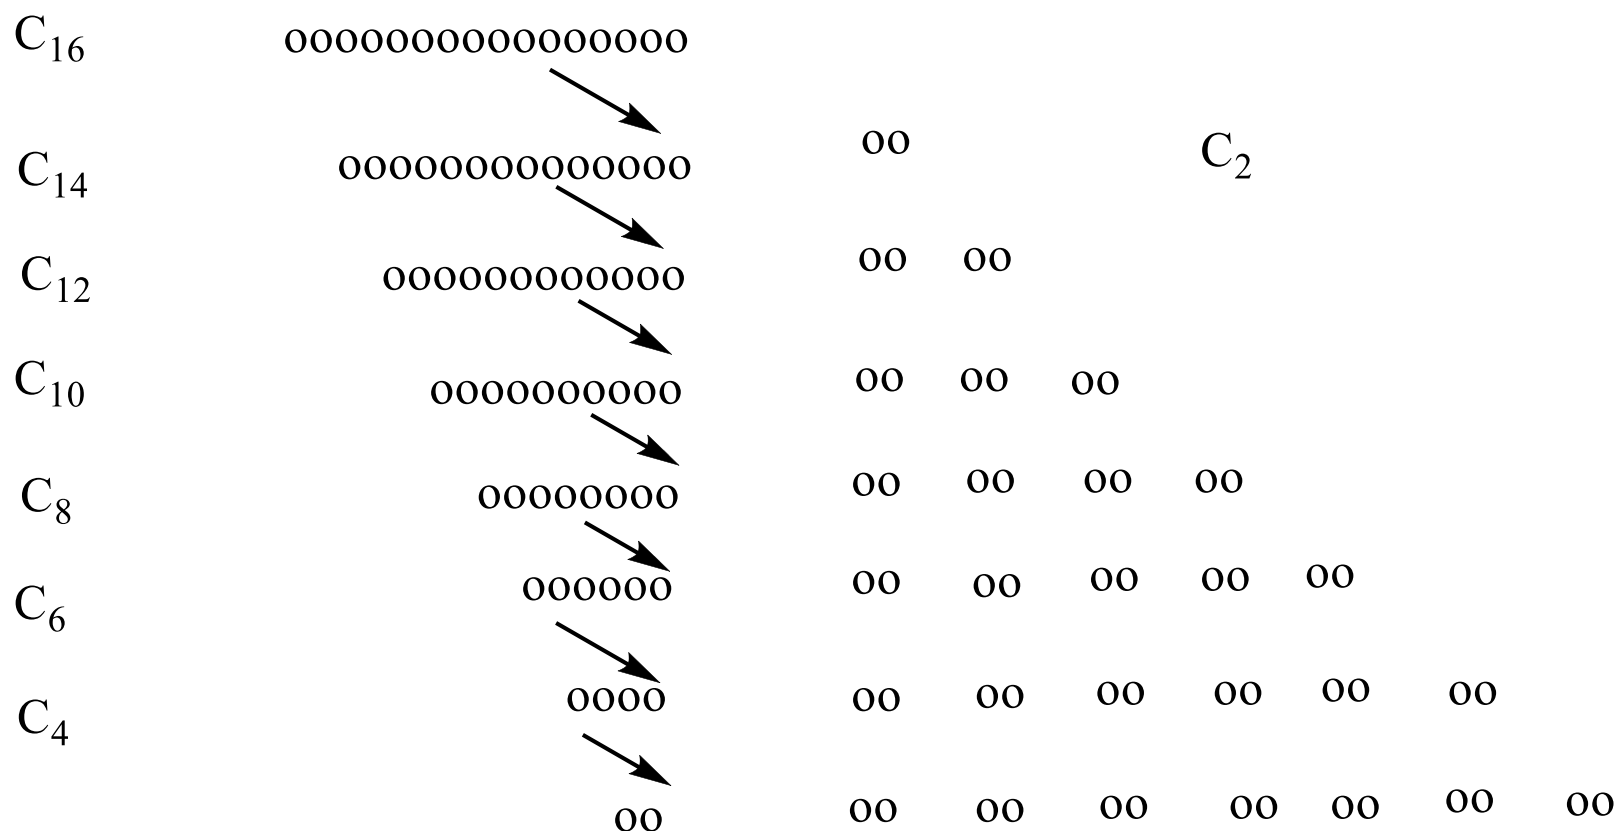 C16 oooooooooooooooo
C14 oooooooooooooo oo C2
C12 oooooooooooo oo oo
C10 oooooooooo oo oo oo
C8 oooooooo oo oo oo oo
C6 oooooo oo oo oo oo oo
C4 oooo oo oo oo oo oo oo
oo oo oo oo oo oo oo oo